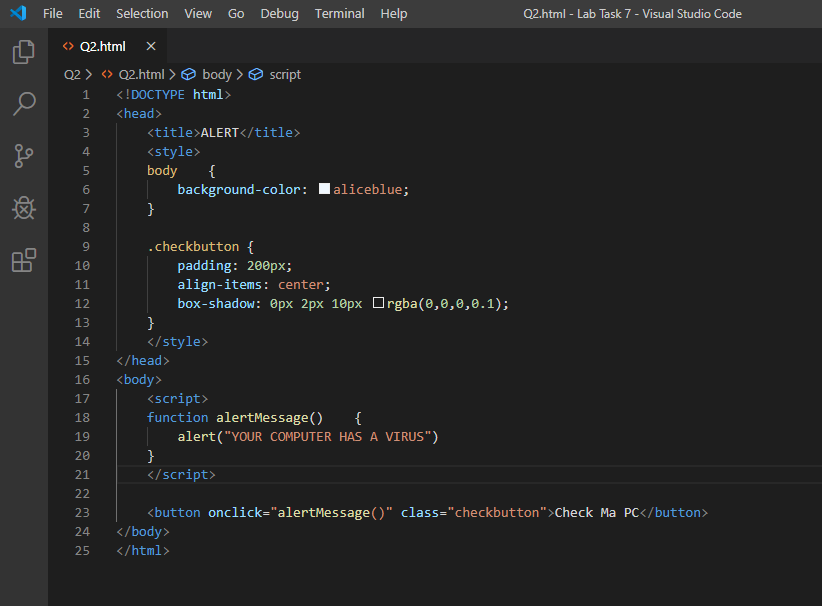 File Edit Selection View Go Debug Terminal Help Q2.html - Lab Task 7 - Visual Studio Code
<> Q2.html ×
Q2 > <> Q2.html > body > script
1 <!DOCTYPE html>
2 <head>
3     <title>ALERT</title>
4     <style>
5     body    {
6         background-color: aliceblue;
7     }
8
9     .checkbutton {
10         padding: 200px;
11         align-items: center;
12         box-shadow: 0px 2px 10px rgba(0,0,0,0.1);
13     }
14     </style>
15 </head>
16 <body>
17     <script>
18     function alertMessage()    {
19         alert("YOUR COMPUTER HAS A VIRUS")
20     }
21     </script>
22
23     <button onclick="alertMessage()" class="checkbutton">Check Ma PC</button>
24 </body>
25 </html>